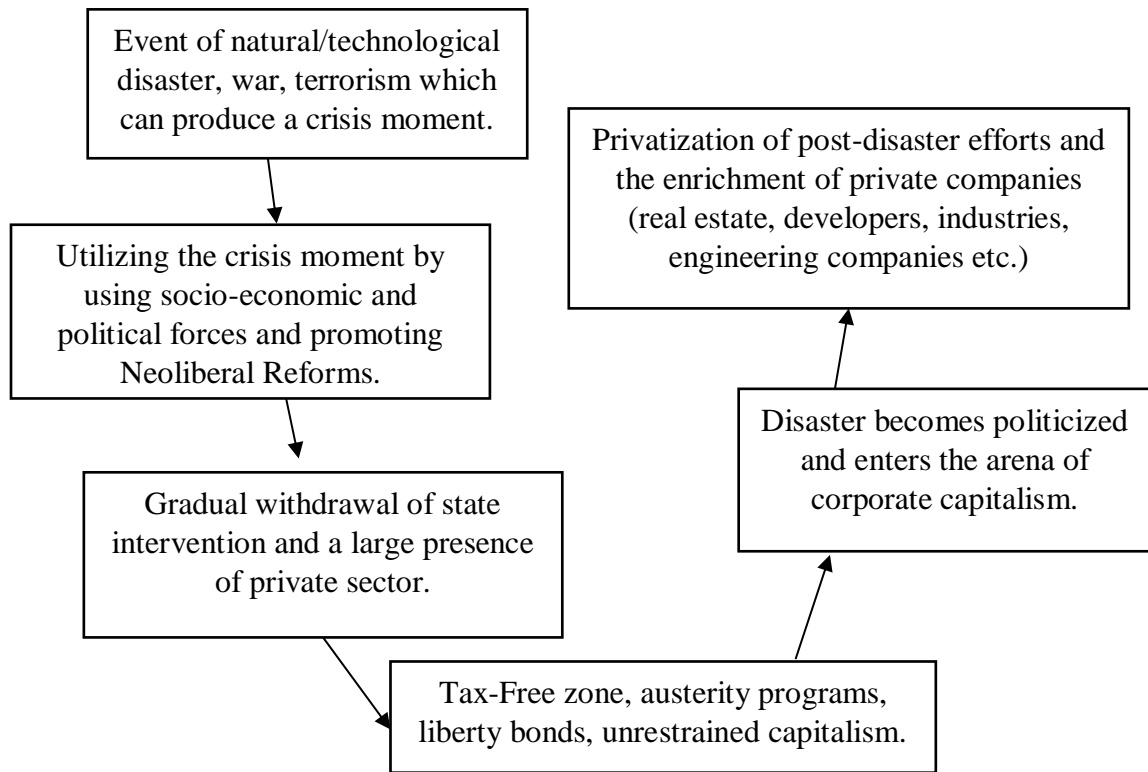 Event of natural/technological
disaster, war, terrorism which
can produce a crisis moment.
Utilizing the crisis moment by
using socio-economic and
political forces and promoting
Neoliberal Reforms.
Gradual withdrawal of state
intervention and a large presence
of private sector.
Tax-Free zone, austerity programs,
liberty bonds, unrestrained capitalism.
Disaster becomes politicized
and enters the arena of
corporate capitalism.
Privatization of post-disaster efforts and
the enrichment of private companies
(real estate, developers, industries,
engineering companies etc.)